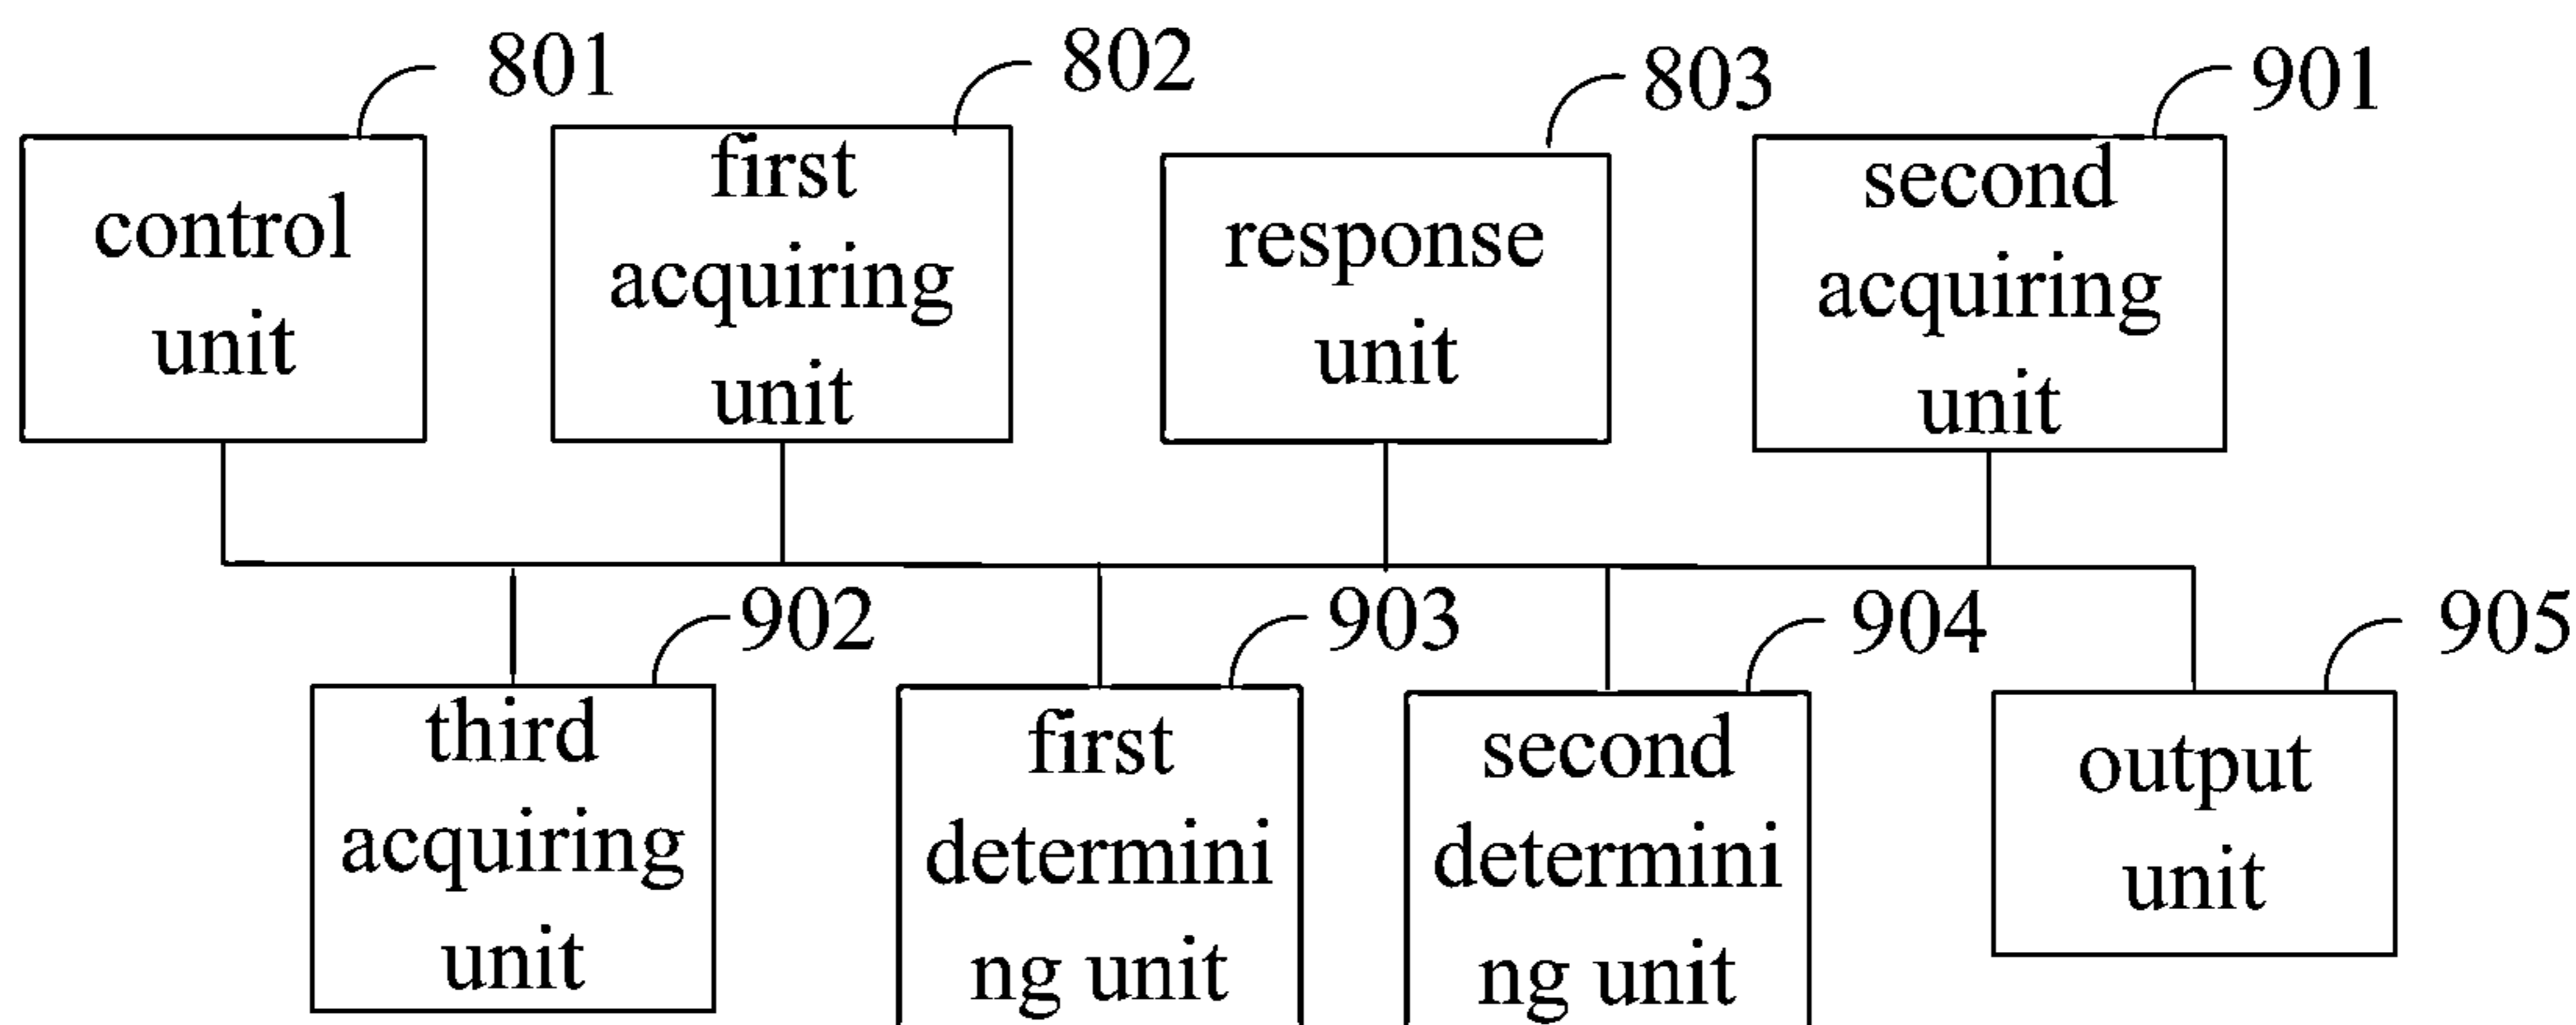 801
802
803
901
control
unit
first
acquiring
unit
response
unit
second
acquiring
unit
902
903
904
905
third
acquiring
unit
first
determini
ng unit
second
determini
ng unit
output
unit